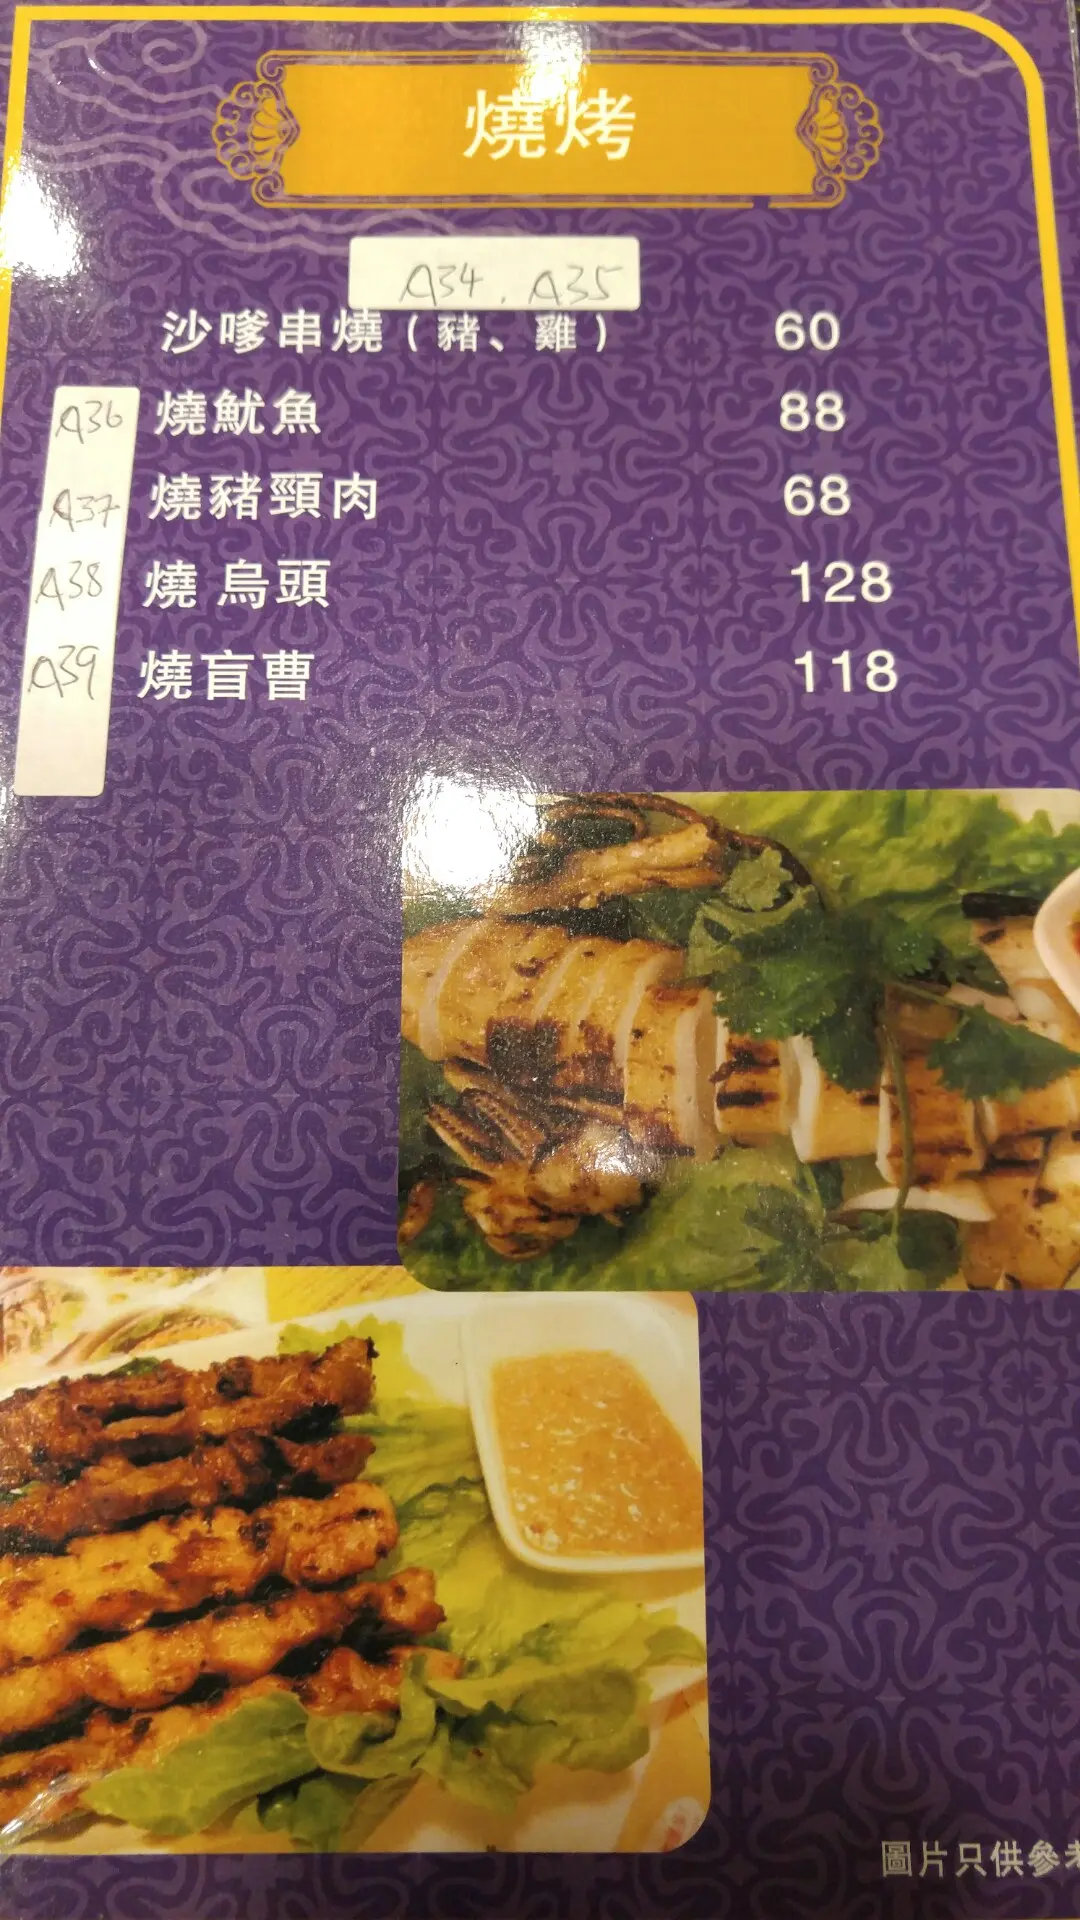 燒烤
A34、A35
沙嗲串燒（豬、雞） 60
A36 燒魷魚 88
A37 燒豬頸肉 68
A38 燒 烏頭 128
A39 燒盲曹 118
圖片只供參考